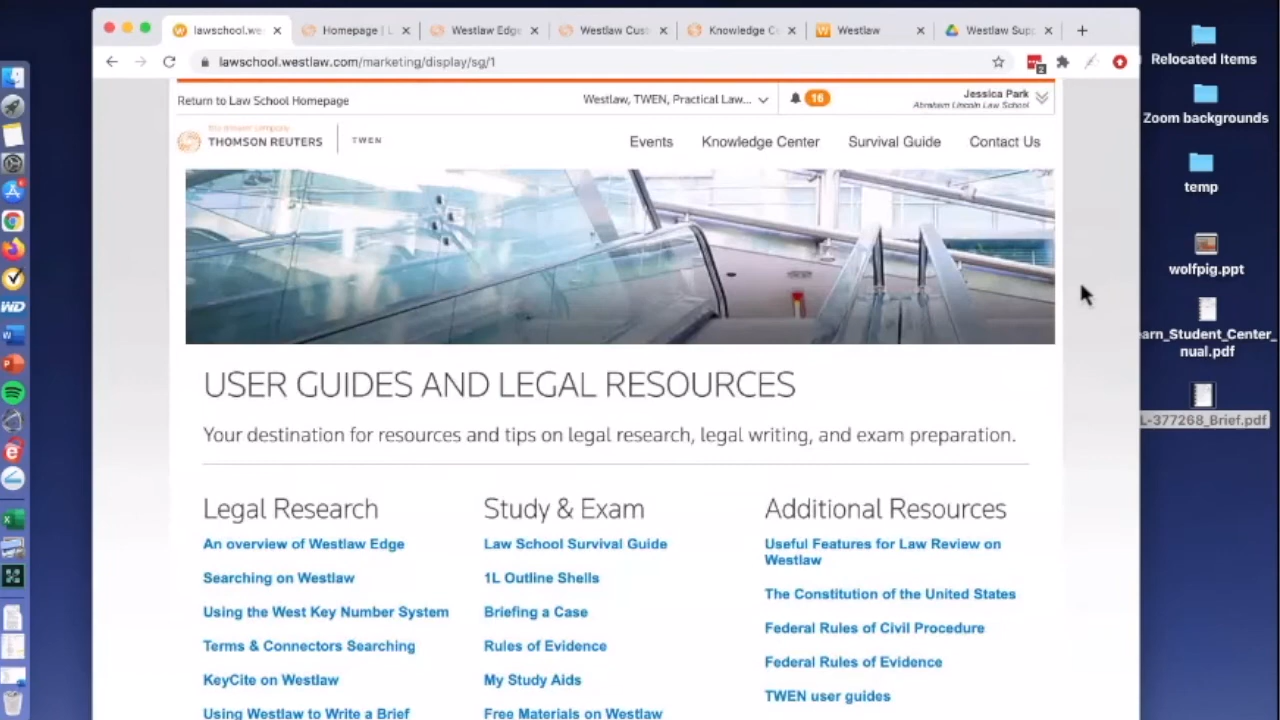 lawschool.we
Homepage | L
Westlaw Edge
Westlaw Cust
Knowledge C
Westlaw
Westlaw Supp
lawschool.westlaw.com/marketing/display/sg/1
2
Return to Law School Homepage
Westlaw, TWEN, Practical Law...
16
Jessica Park
Abraham Lincoln Law School
THOMSON REUTERS
TWEN
Events
Knowledge Center
Survival Guide
Contact Us
USER GUIDES AND LEGAL RESOURCES
Your destination for resources and tips on legal research, legal writing, and exam preparation.
Legal Research
An overview of Westlaw Edge
Searching on Westlaw
Using the West Key Number System
Terms & Connectors Searching
KeyCite on Westlaw
Using Westlaw to Write a Brief
Study & Exam
Law School Survival Guide
1L Outline Shells
Briefing a Case
Rules of Evidence
My Study Aids
Free Materials on Westlaw
Additional Resources
Useful Features for Law Review on
Westlaw
The Constitution of the United States
Federal Rules of Civil Procedure
Federal Rules of Evidence
TWEN user guides
Relocated Items
Zoom backgrounds
temp
wolfpig.ppt
arn_Student_Center_
nual.pdf
L-377268_Brief.pdf
WD